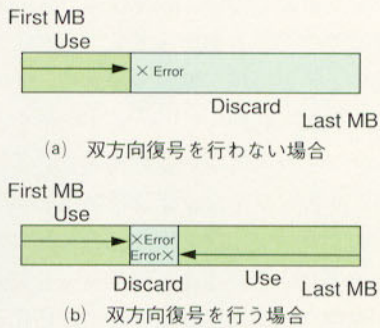 First MB
Use
× Error
Discard
Last MB
(a) 双方向復号を行わない場合
First MB
Use
×Error
Error×
Discard
Use
Last MB
(b) 双方向復号を行う場合